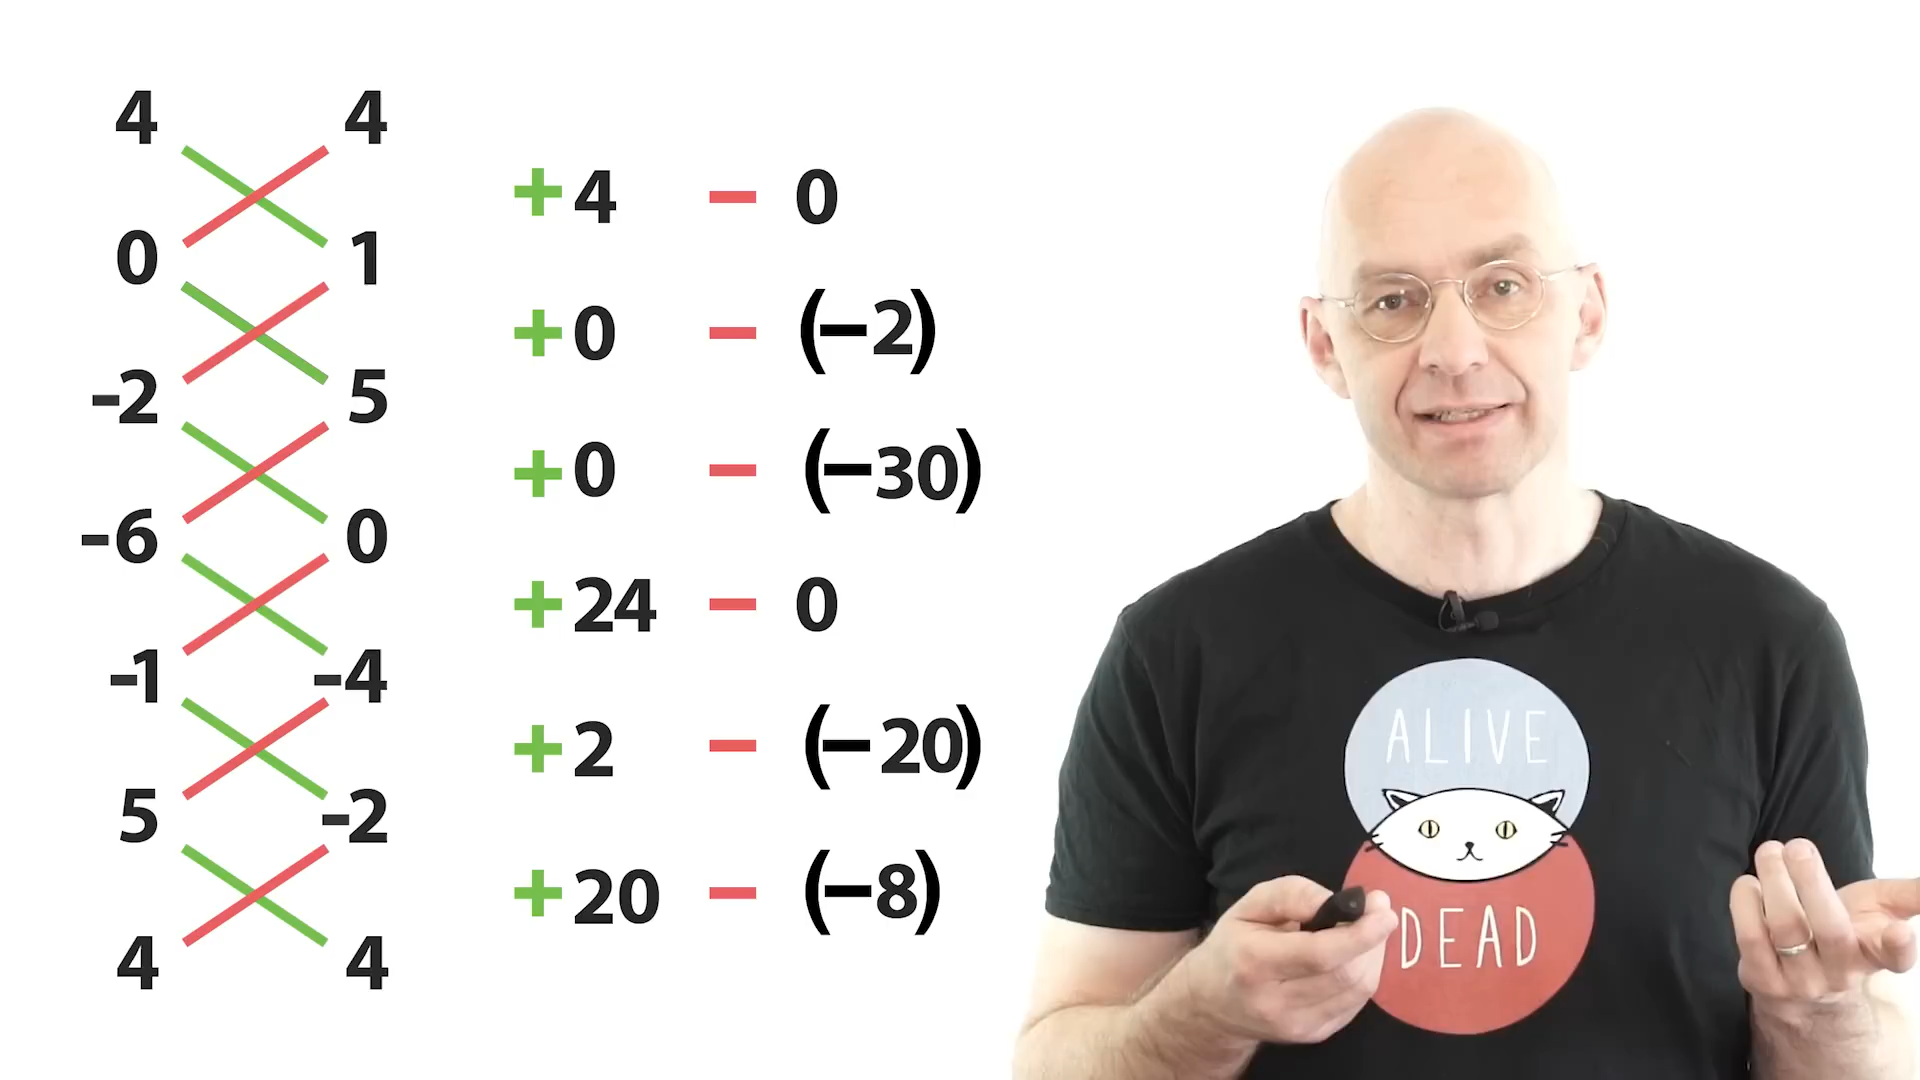 4 4
+4 − 0
0 1
+0 − (−2)
-2 5
+0 − (−30)
-6 0
+24 − 0
-1 -4
+2 − (−20)
5 -2
+20 − (−8)
4 4
ALIVE
DEAD